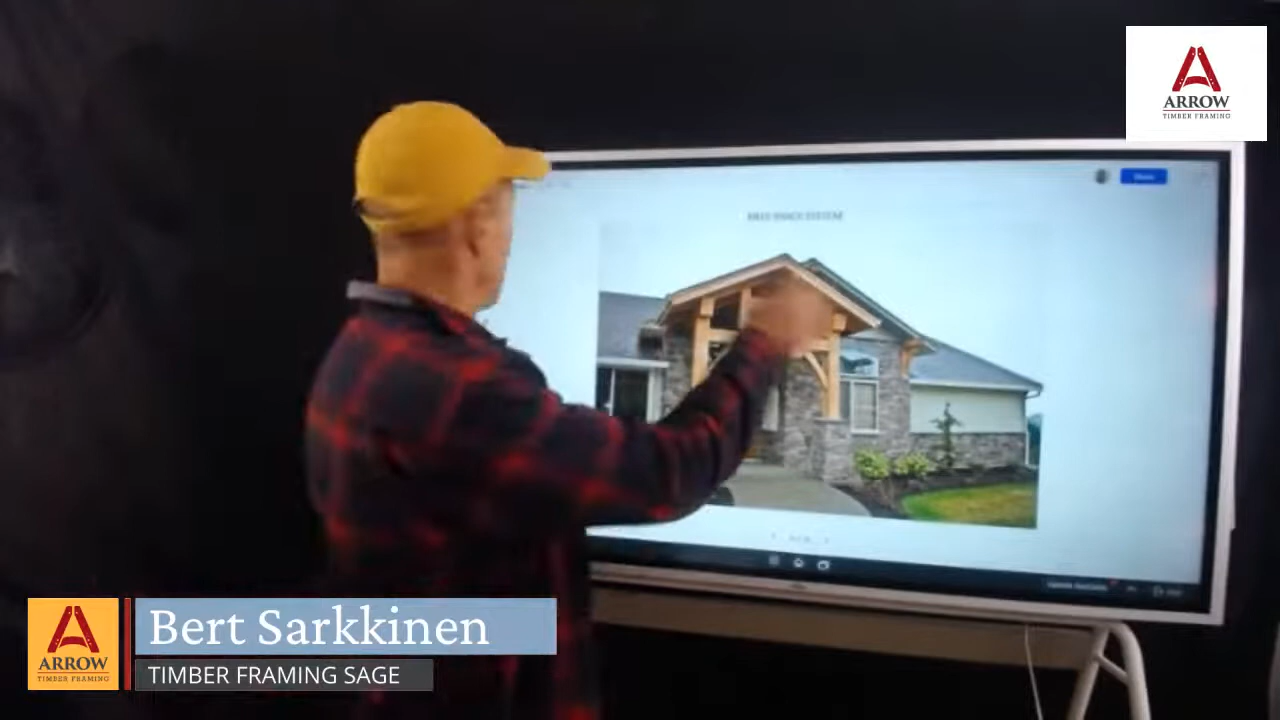 ARROW
TIMBER FRAMING
Bert Sarkkinen
TIMBER FRAMING SAGE
ARROW
TIMBER FRAMING